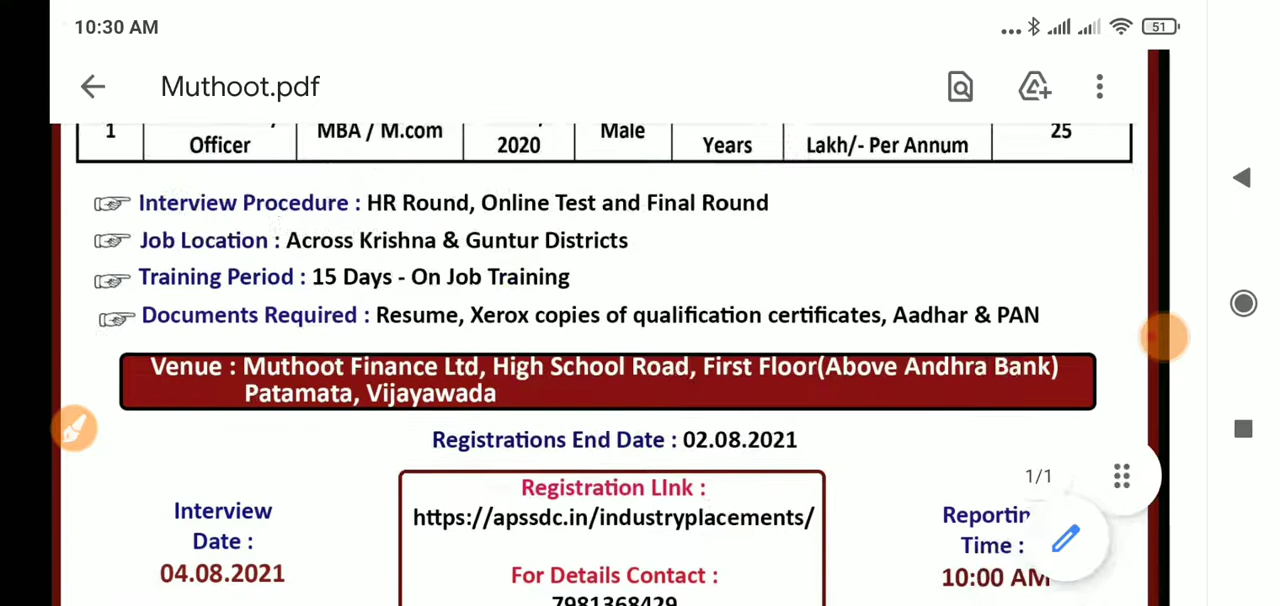 10:30 AM
51
Muthoot.pdf
1 Officer MBA / M.com 2020 Male Years Lakh/- Per Annum 25
Interview Procedure : HR Round, Online Test and Final Round
Job Location : Across Krishna & Guntur Districts
Training Period : 15 Days - On Job Training
Documents Required : Resume, Xerox copies of qualification certificates, Aadhar & PAN
Venue : Muthoot Finance Ltd, High School Road, First Floor(Above Andhra Bank)
Patamata, Vijayawada
Registrations End Date : 02.08.2021
1/1
Interview
Date :
04.08.2021
Registration LInk :
https://apssdc.in/industryplacements/
For Details Contact :
7981368429
Reportin
Time :
10:00 AM